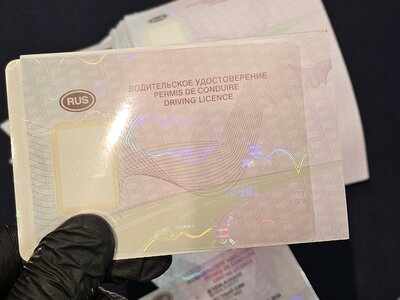 RUS
ВОДИТЕЛЬСКОЕ УДОСТОВЕРЕНИЕ
PERMIS DE CONDUIRE
DRIVING LICENCE